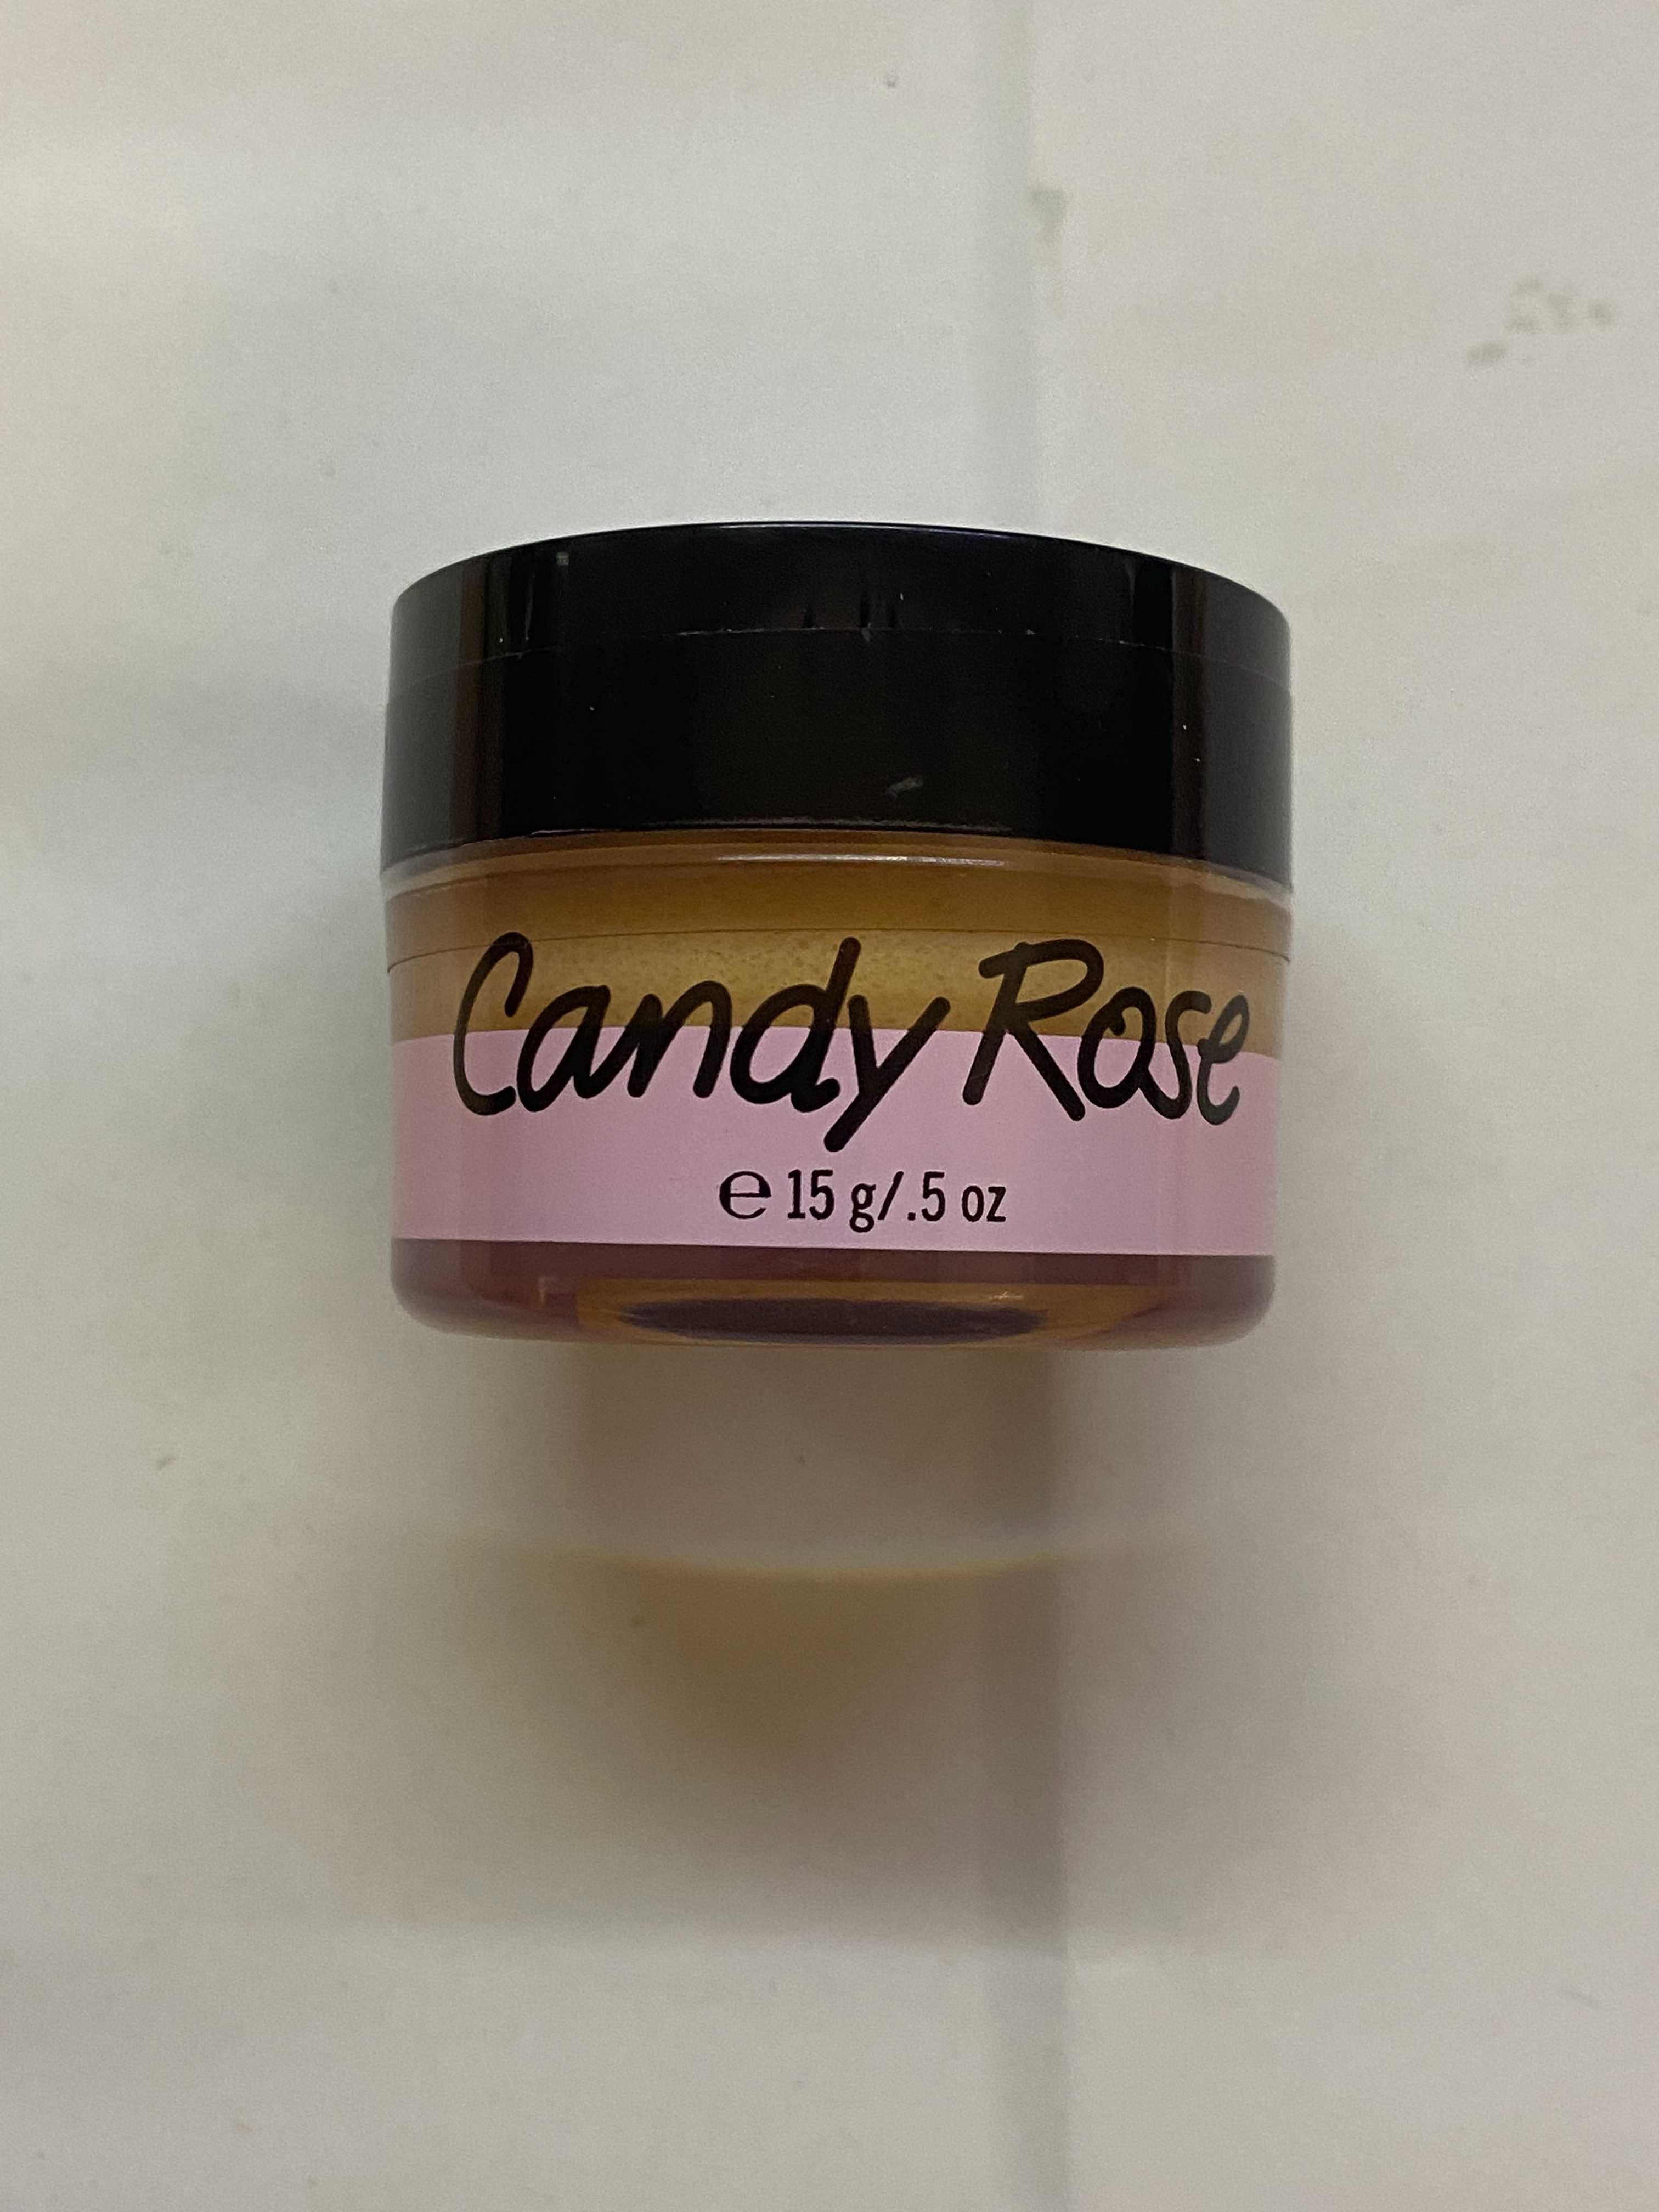 Candy Rose
℮ 15 g/.5 oz